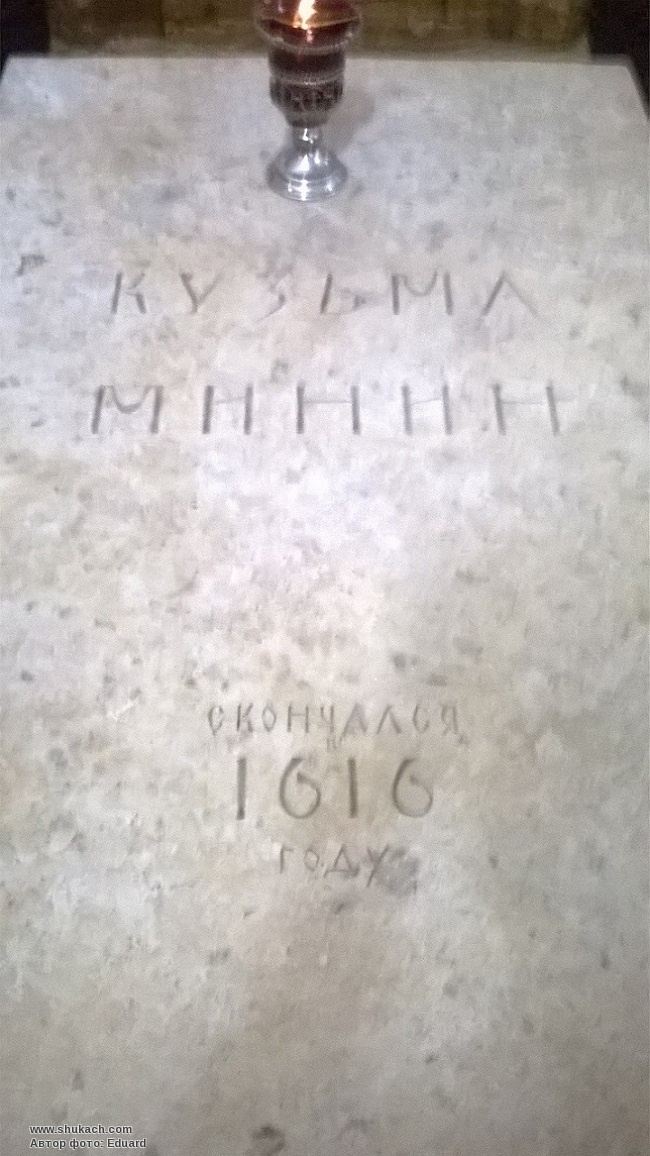 КУЗЬМА
МИНИН
СКОНЧАЛСЯ
1616
ГОДУ
www.shukach.com
Автор фото: Eduard